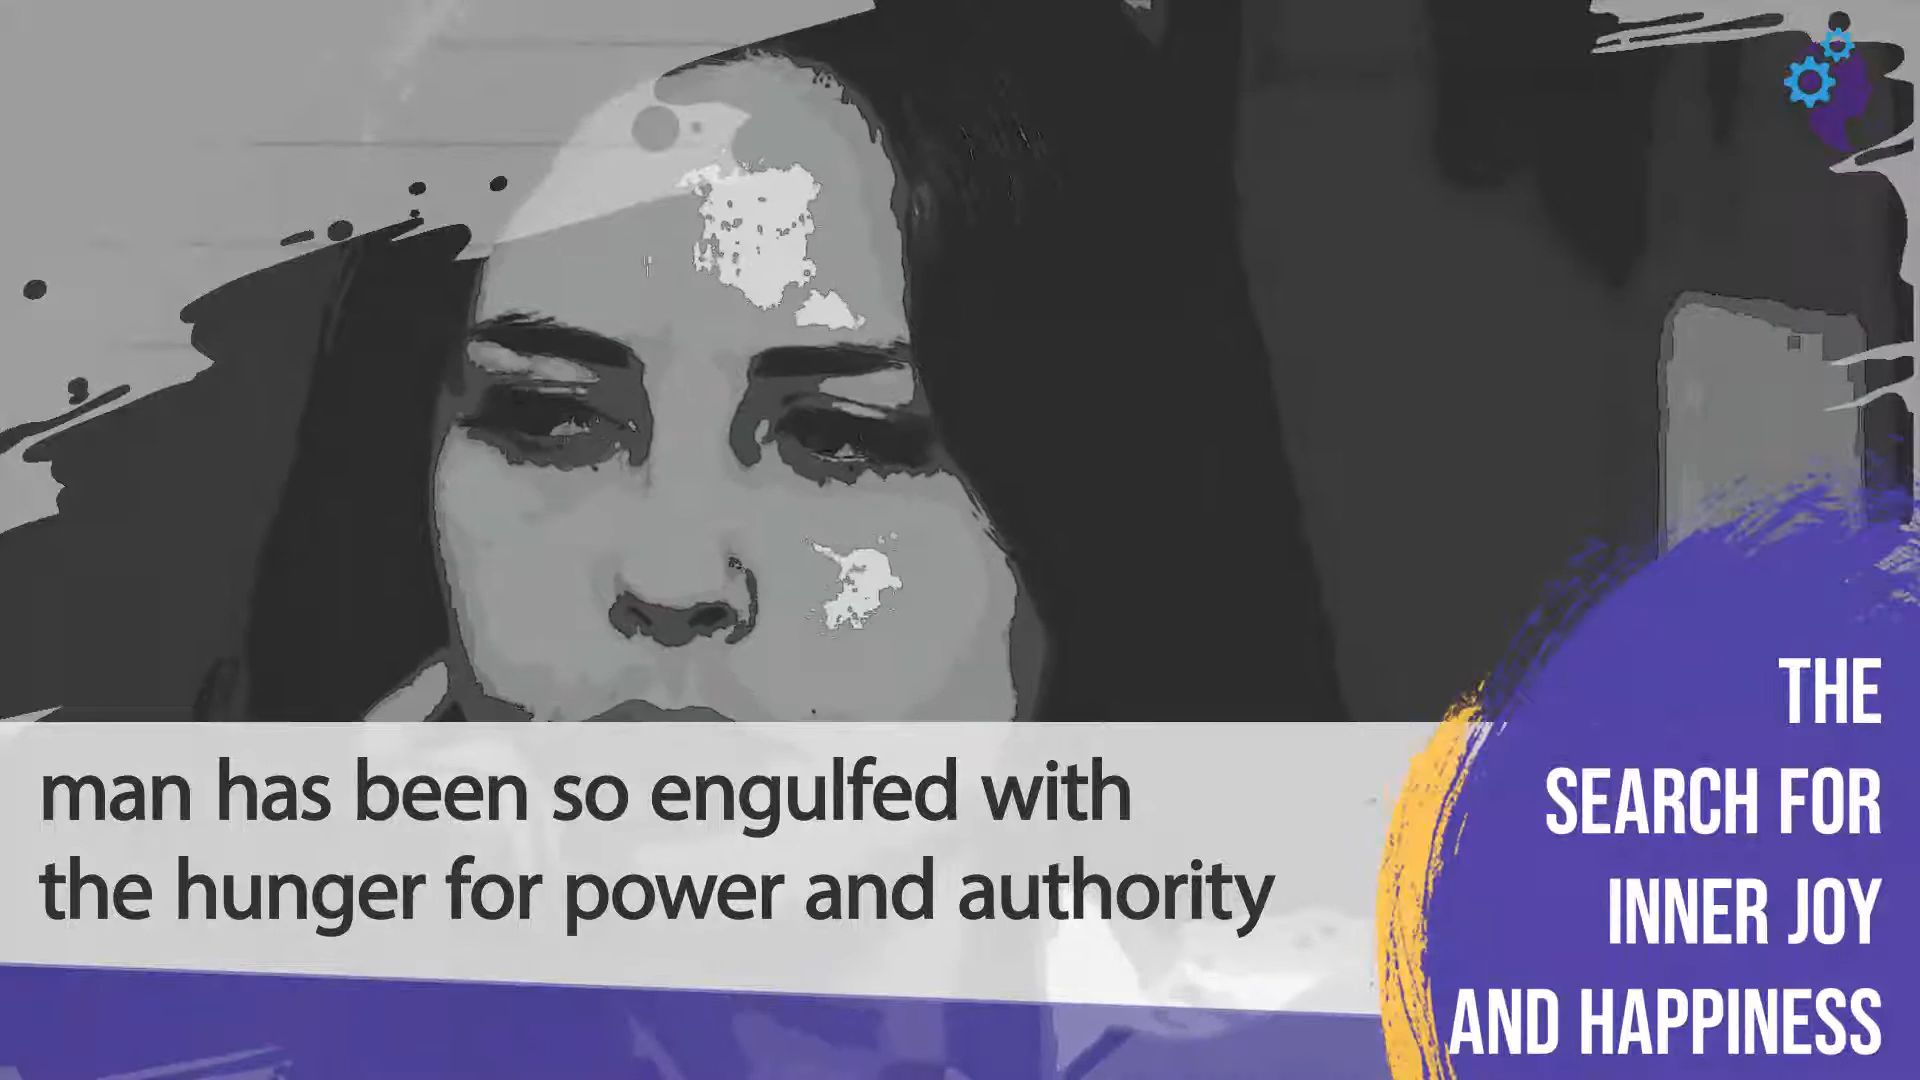 man has been so engulfed with
the hunger for power and authority
THE
SEARCH FOR
INNER JOY
AND HAPPINESS